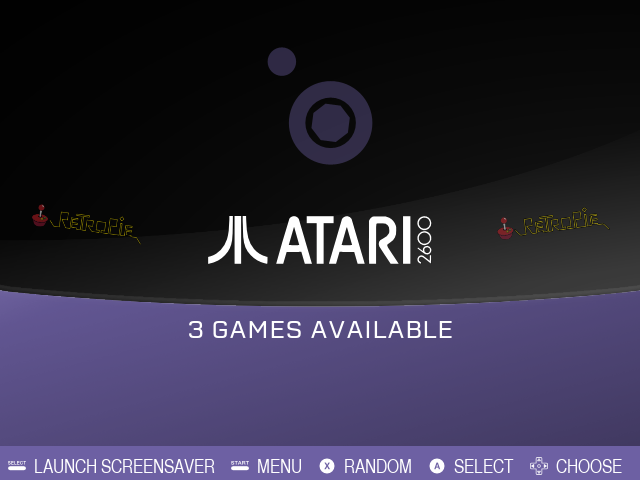 RETROPIE
ATARI 2600
RETROPIE
3 GAMES AVAILABLE
SELECT LAUNCH SCREENSAVER START MENU X RANDOM A SELECT CHOOSE